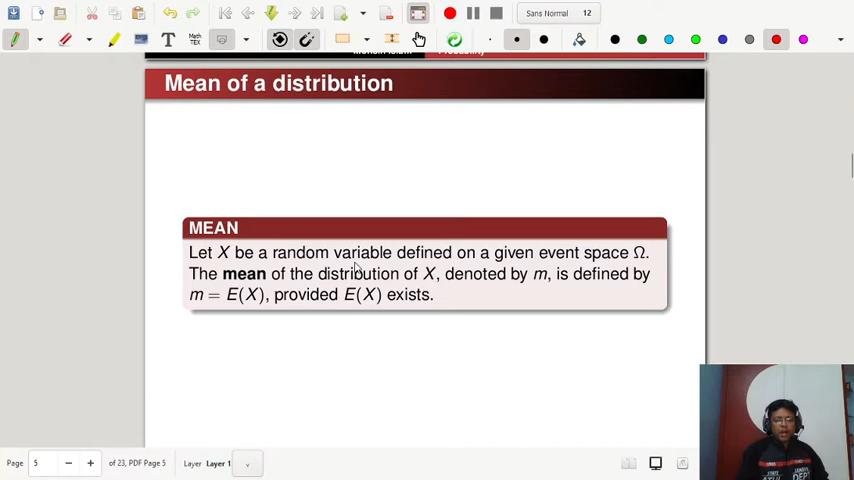 Sans Normal 12
T Math TEX
Mean of a distribution
MEAN
Let X be a random variable defined on a given event space Ω.
The mean of the distribution of X, denoted by m, is defined by
m = E(X), provided E(X) exists.
Page 5 of 23, PDF Page 5 Layer Layer 1